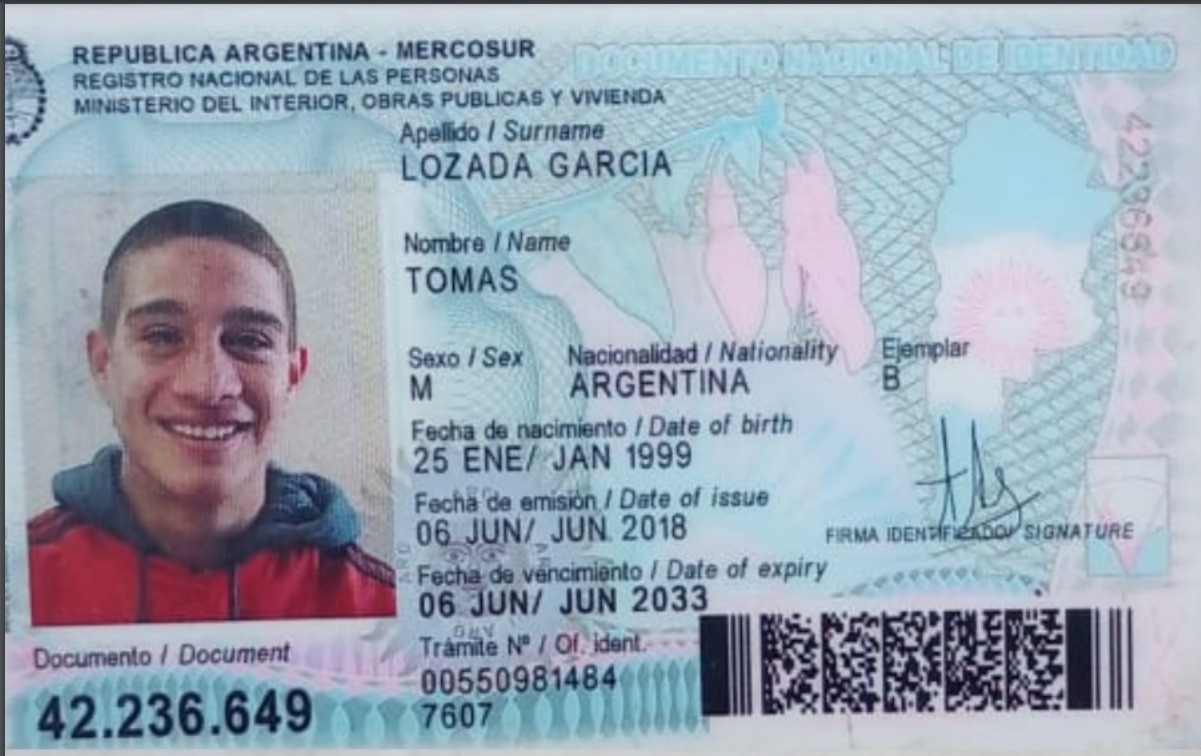 REPUBLICA ARGENTINA - MERCOSUR
REGISTRO NACIONAL DE LAS PERSONAS
MINISTERIO DEL INTERIOR, OBRAS PUBLICAS Y VIVIENDA
DOCUMENTO NACIONAL DE IDENTIDAD
Apellido / Surname
LOZADA GARCIA
Nombre / Name
TOMAS
Sexo / Sex Nacionalidad / Nationality Ejemplar
M ARGENTINA B
Fecha de nacimiento / Date of birth
25 ENE/ JAN 1999
Fecha de emisión / Date of issue
06 JUN/ JUN 2018
FIRMA IDENTIFICADO/ SIGNATURE
Fecha de vencimiento / Date of expiry
06 JUN/ JUN 2033
Trámite Nº / Of. ident.
00550981484
7607
Documento / Document
42.236.649
42236649